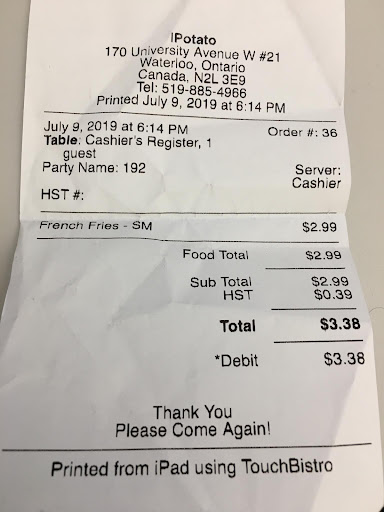 IPotato
170 University Avenue W #21
Waterloo, Ontario
Canada, N2L 3E9
Tel: 519-885-4966
Printed July 9, 2019 at 6:14 PM
July 9, 2019 at 6:14 PM Order #: 36
Table: Cashier's Register, 1
guest
Party Name: 192 Server:
Cashier
HST #:
French Fries - SM $2.99
Food Total $2.99
Sub Total $2.99
HST $0.39
Total $3.38
*Debit $3.38
Thank You
Please Come Again!
Printed from iPad using TouchBistro